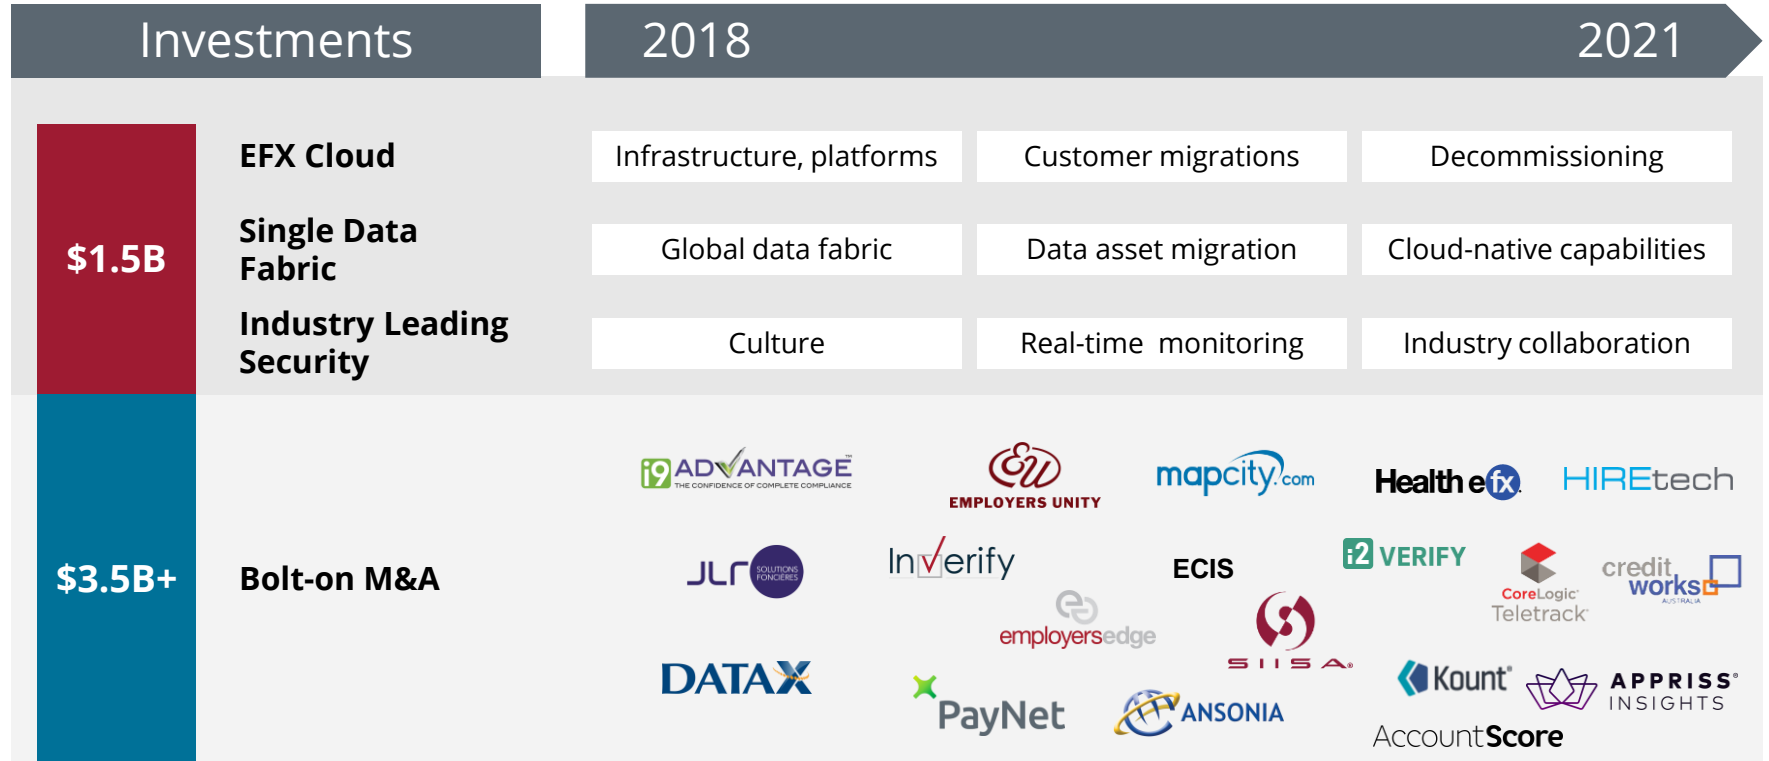 Investments
2018
2021
$1.5B
EFX Cloud
Infrastructure, platforms
Customer migrations
Decommissioning
Single Data
Fabric
Global data fabric
Data asset migration
Cloud-native capabilities
Industry Leading
Security
Culture
Real-time monitoring
Industry collaboration
$3.5B+
Bolt-on M&A
i9 ADVANTAGE™
THE CONFIDENCE OF COMPLETE COMPLIANCE
EU
EMPLOYERS UNITY
mapcity.com
Health efx.
HIREtech
JLR
SOLUTIONS
FONCIÈRES
InVerify
ECIS
i2 VERIFY
CoreLogic®
Teletrack®
credit
works
AUSTRALIA
employersedge
SIISA®
DATAX
PayNet
ANSONIA
Kount®
APPRISS®
INSIGHTS
AccountScore